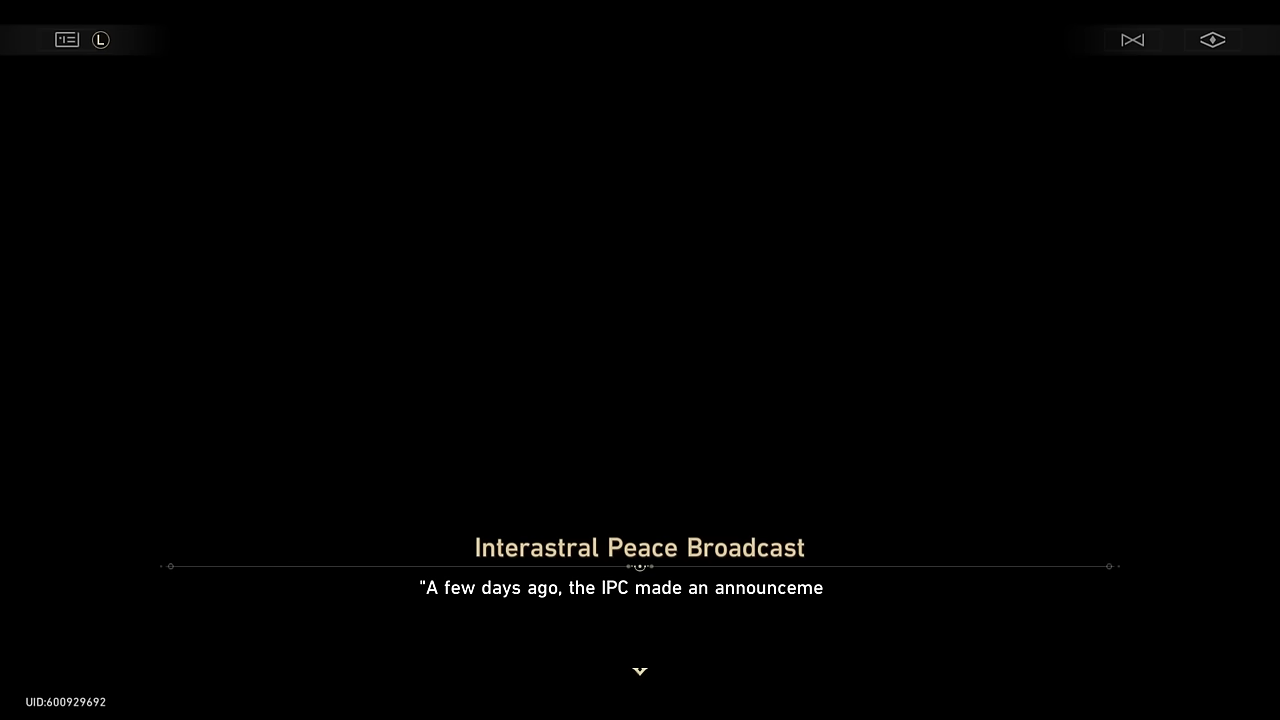 L
Interastral Peace Broadcast
"A few days ago, the IPC made an announceme
UID:600929692